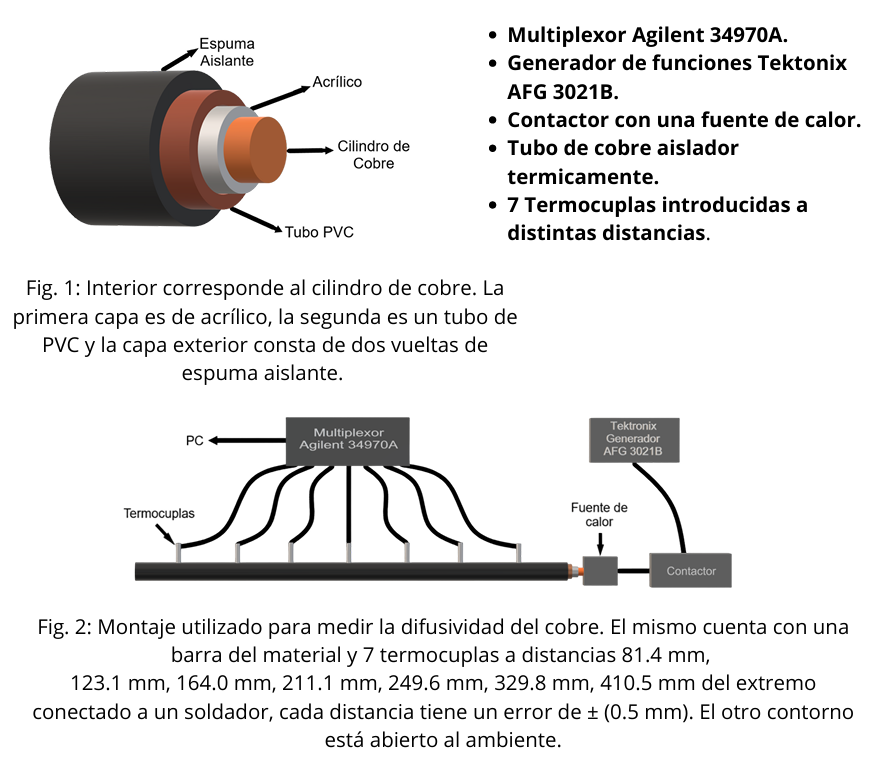 Espuma
Aislante
Acrílico
Cilindro de
Cobre
Tubo PVC
• Multiplexor Agilent 34970A.
• Generador de funciones Tektonix
AFG 3021B.
• Contactor con una fuente de calor.
• Tubo de cobre aislador
termicamente.
• 7 Termocuplas introducidas a
distintas distancias.
Fig. 1: Interior corresponde al cilindro de cobre. La
primera capa es de acrílico, la segunda es un tubo de
PVC y la capa exterior consta de dos vueltas de
espuma aislante.
PC
Multiplexor
Agilent 34970A
Tektronix
Generador
AFG 3021B
Termocuplas
Fuente de
calor
Contactor
Fig. 2: Montaje utilizado para medir la difusividad del cobre. El mismo cuenta con una
barra del material y 7 termocuplas a distancias 81.4 mm,
123.1 mm, 164.0 mm, 211.1 mm, 249.6 mm, 329.8 mm, 410.5 mm del extremo
conectado a un soldador, cada distancia tiene un error de ± (0.5 mm). El otro contorno
está abierto al ambiente.